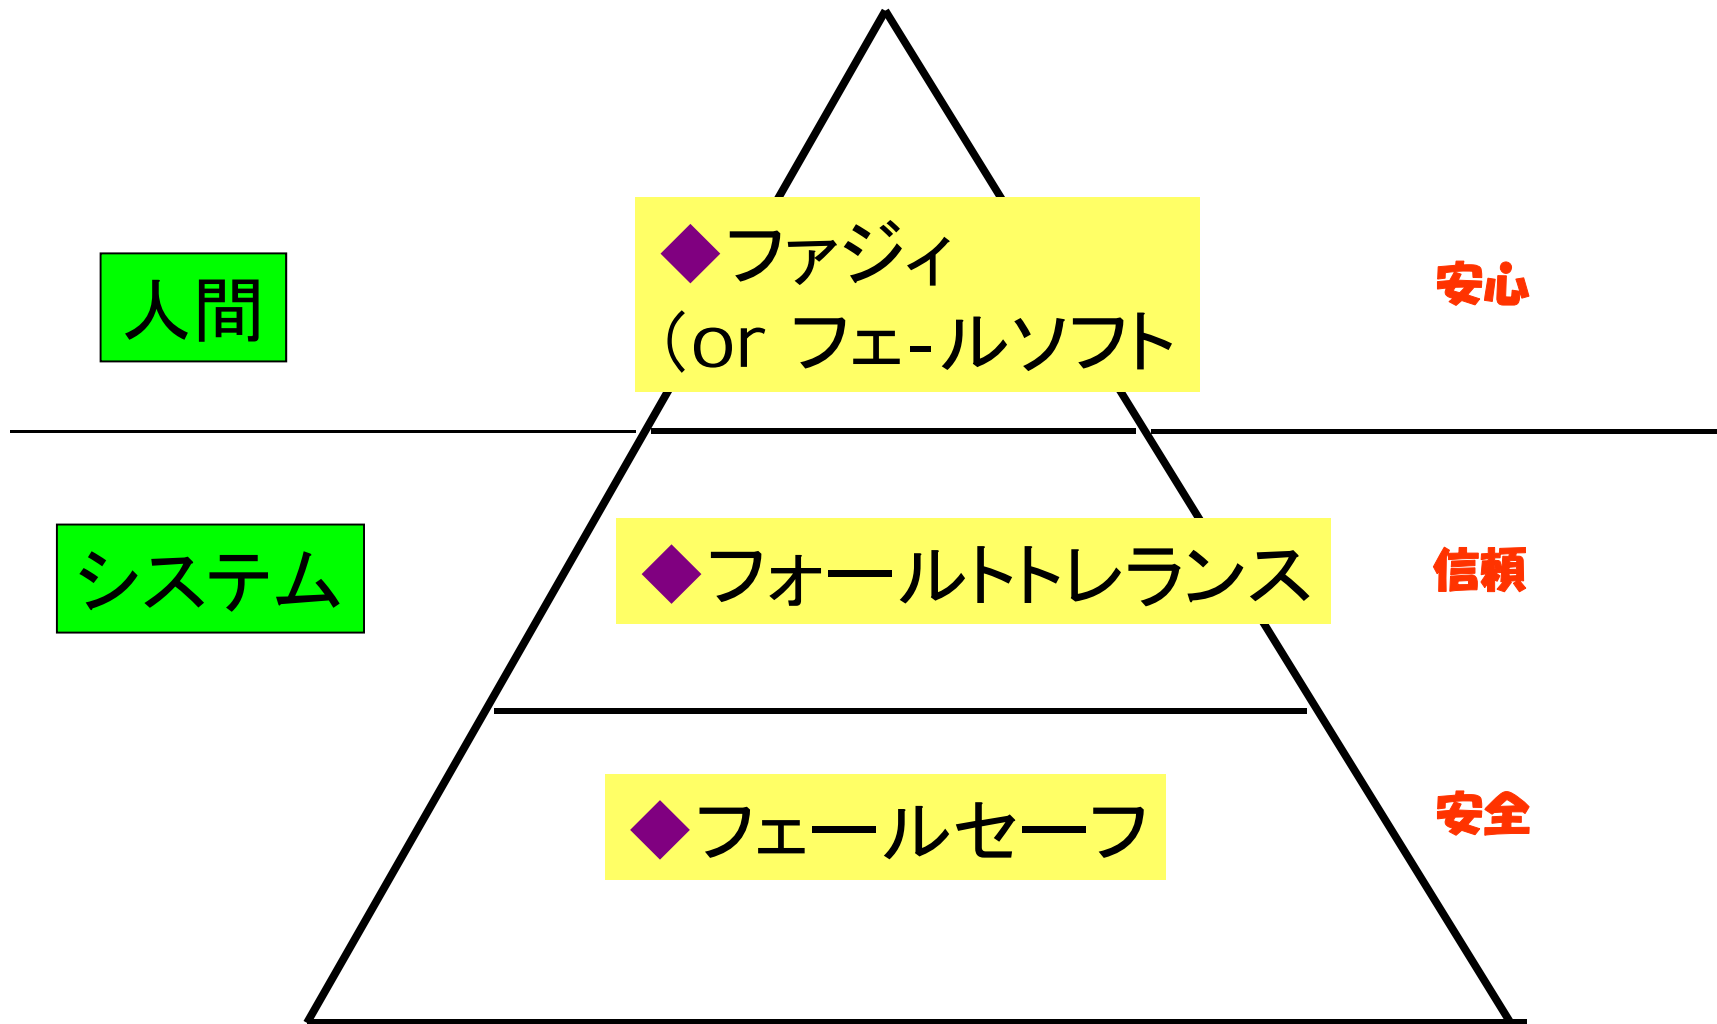 ◆ファジィ
人間
安心
（or フェ-ルソフト
システム
◆フォールトトレランス
信頼
◆フェールセーフ
安全